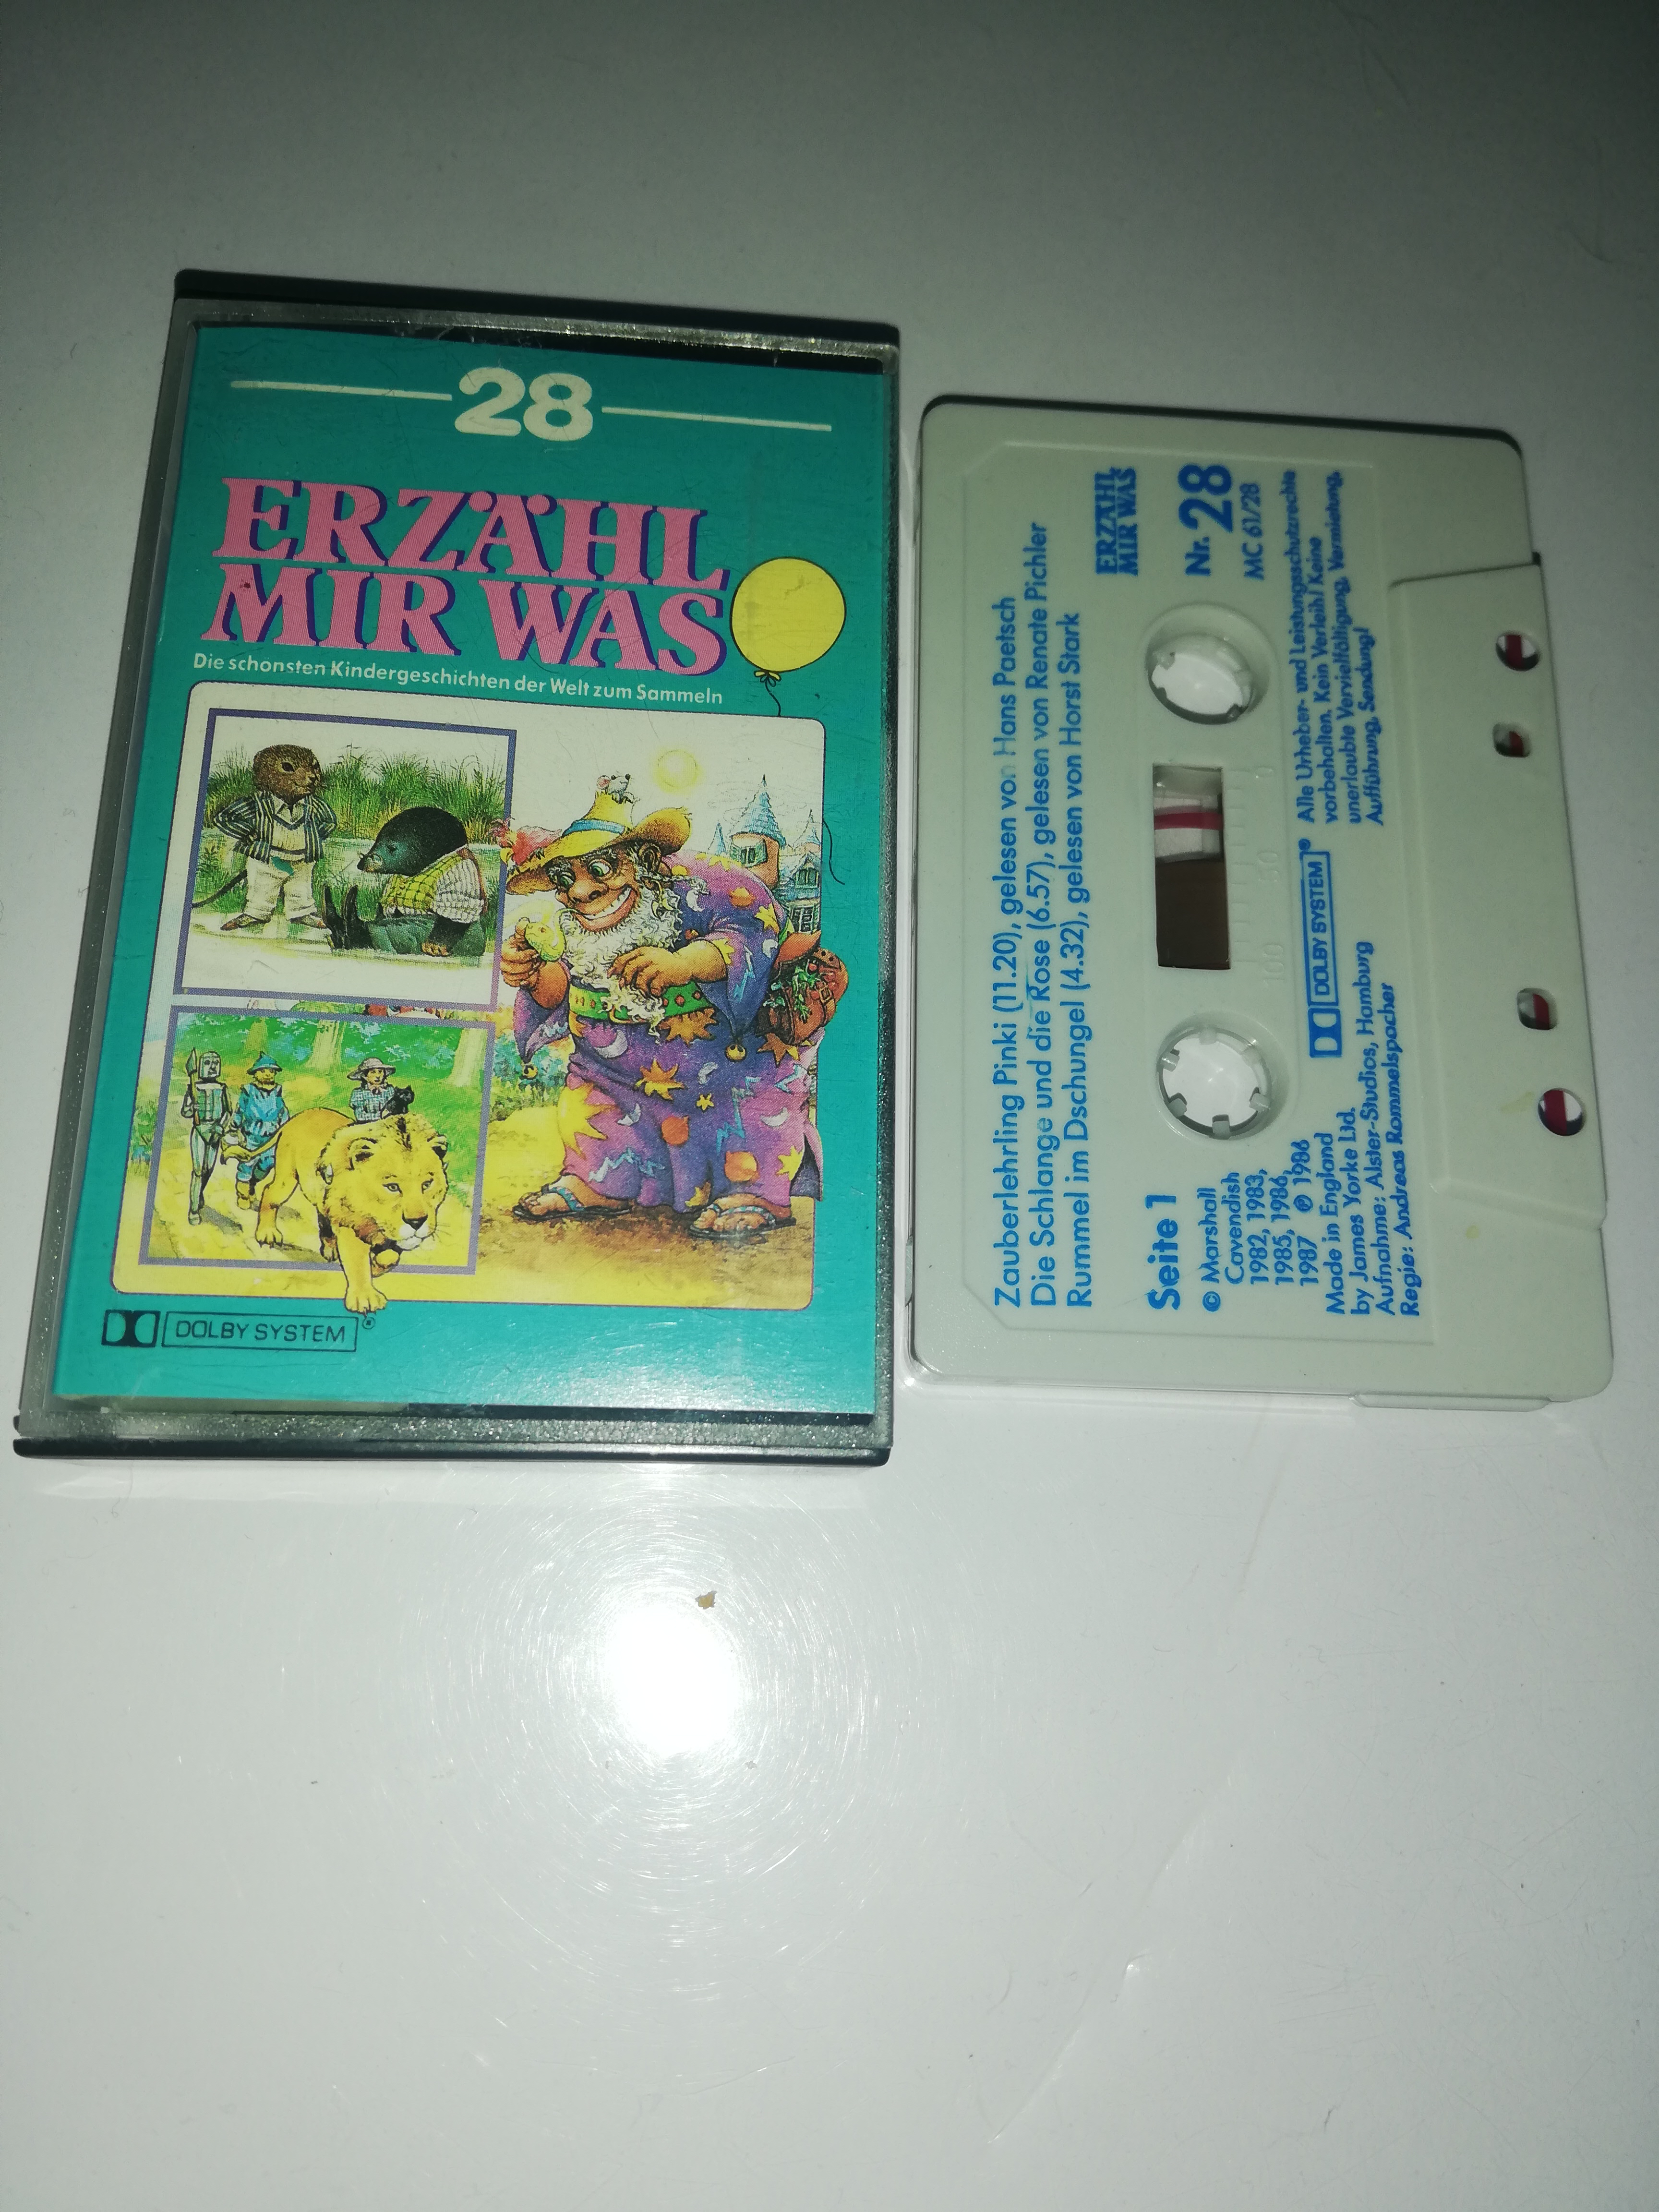 28
ERZÄHL
MIR WAS
Die schönsten Kindergeschichten der Welt zum Sammeln
DOLBY SYSTEM®
Zauberlehrling Pinki (11.20), gelesen von Hans Paetsch
Die Schlange und die Rose (6.57), gelesen von Renate Pichler
Rummel im Dschungel (4.32), gelesen von Horst Stark
ERZÄHL
MIR WAS
Nr. 28
MC 61/28
Seite 1
© Marshall
Cavendish
1982, 1983,
1985, 1986,
1987 ℗ 1986
Made in England
by James Yorke Ltd.
Aufnahme: Alster-Studios, Hamburg
Regie: Andreas Rommelspacher
DOLBY SYSTEM®
Alle Urheber- und Leistungsschutzrechte
vorbehalten. Kein Verleih! Keine
unerlaubte Vervielfältigung, Vermietung,
Aufführung, Sendung!
100 50 0